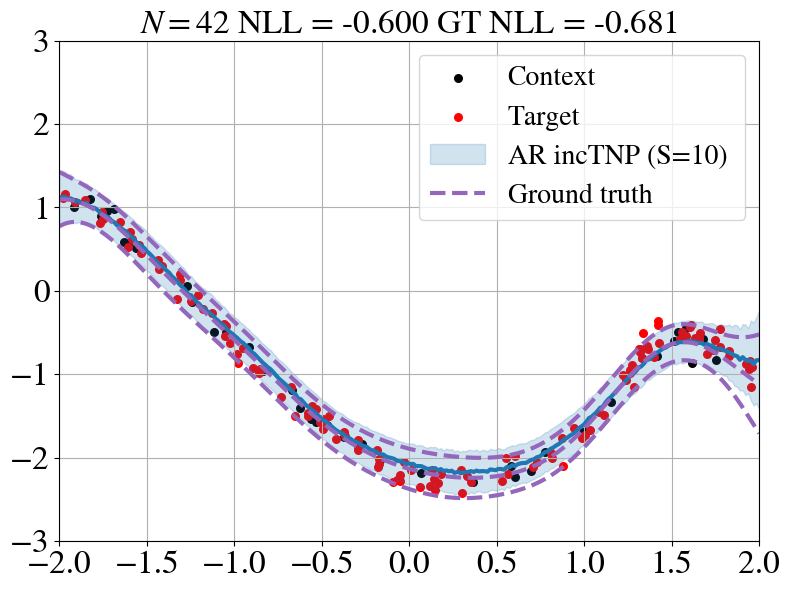 N = 42 NLL = -0.600 GT NLL = -0.681
3
2
1
0
−1
−2
−3
Context
Target
AR incTNP (S=10)
Ground truth
−2.0 −1.5 −1.0 −0.5 0.0 0.5 1.0 1.5 2.0